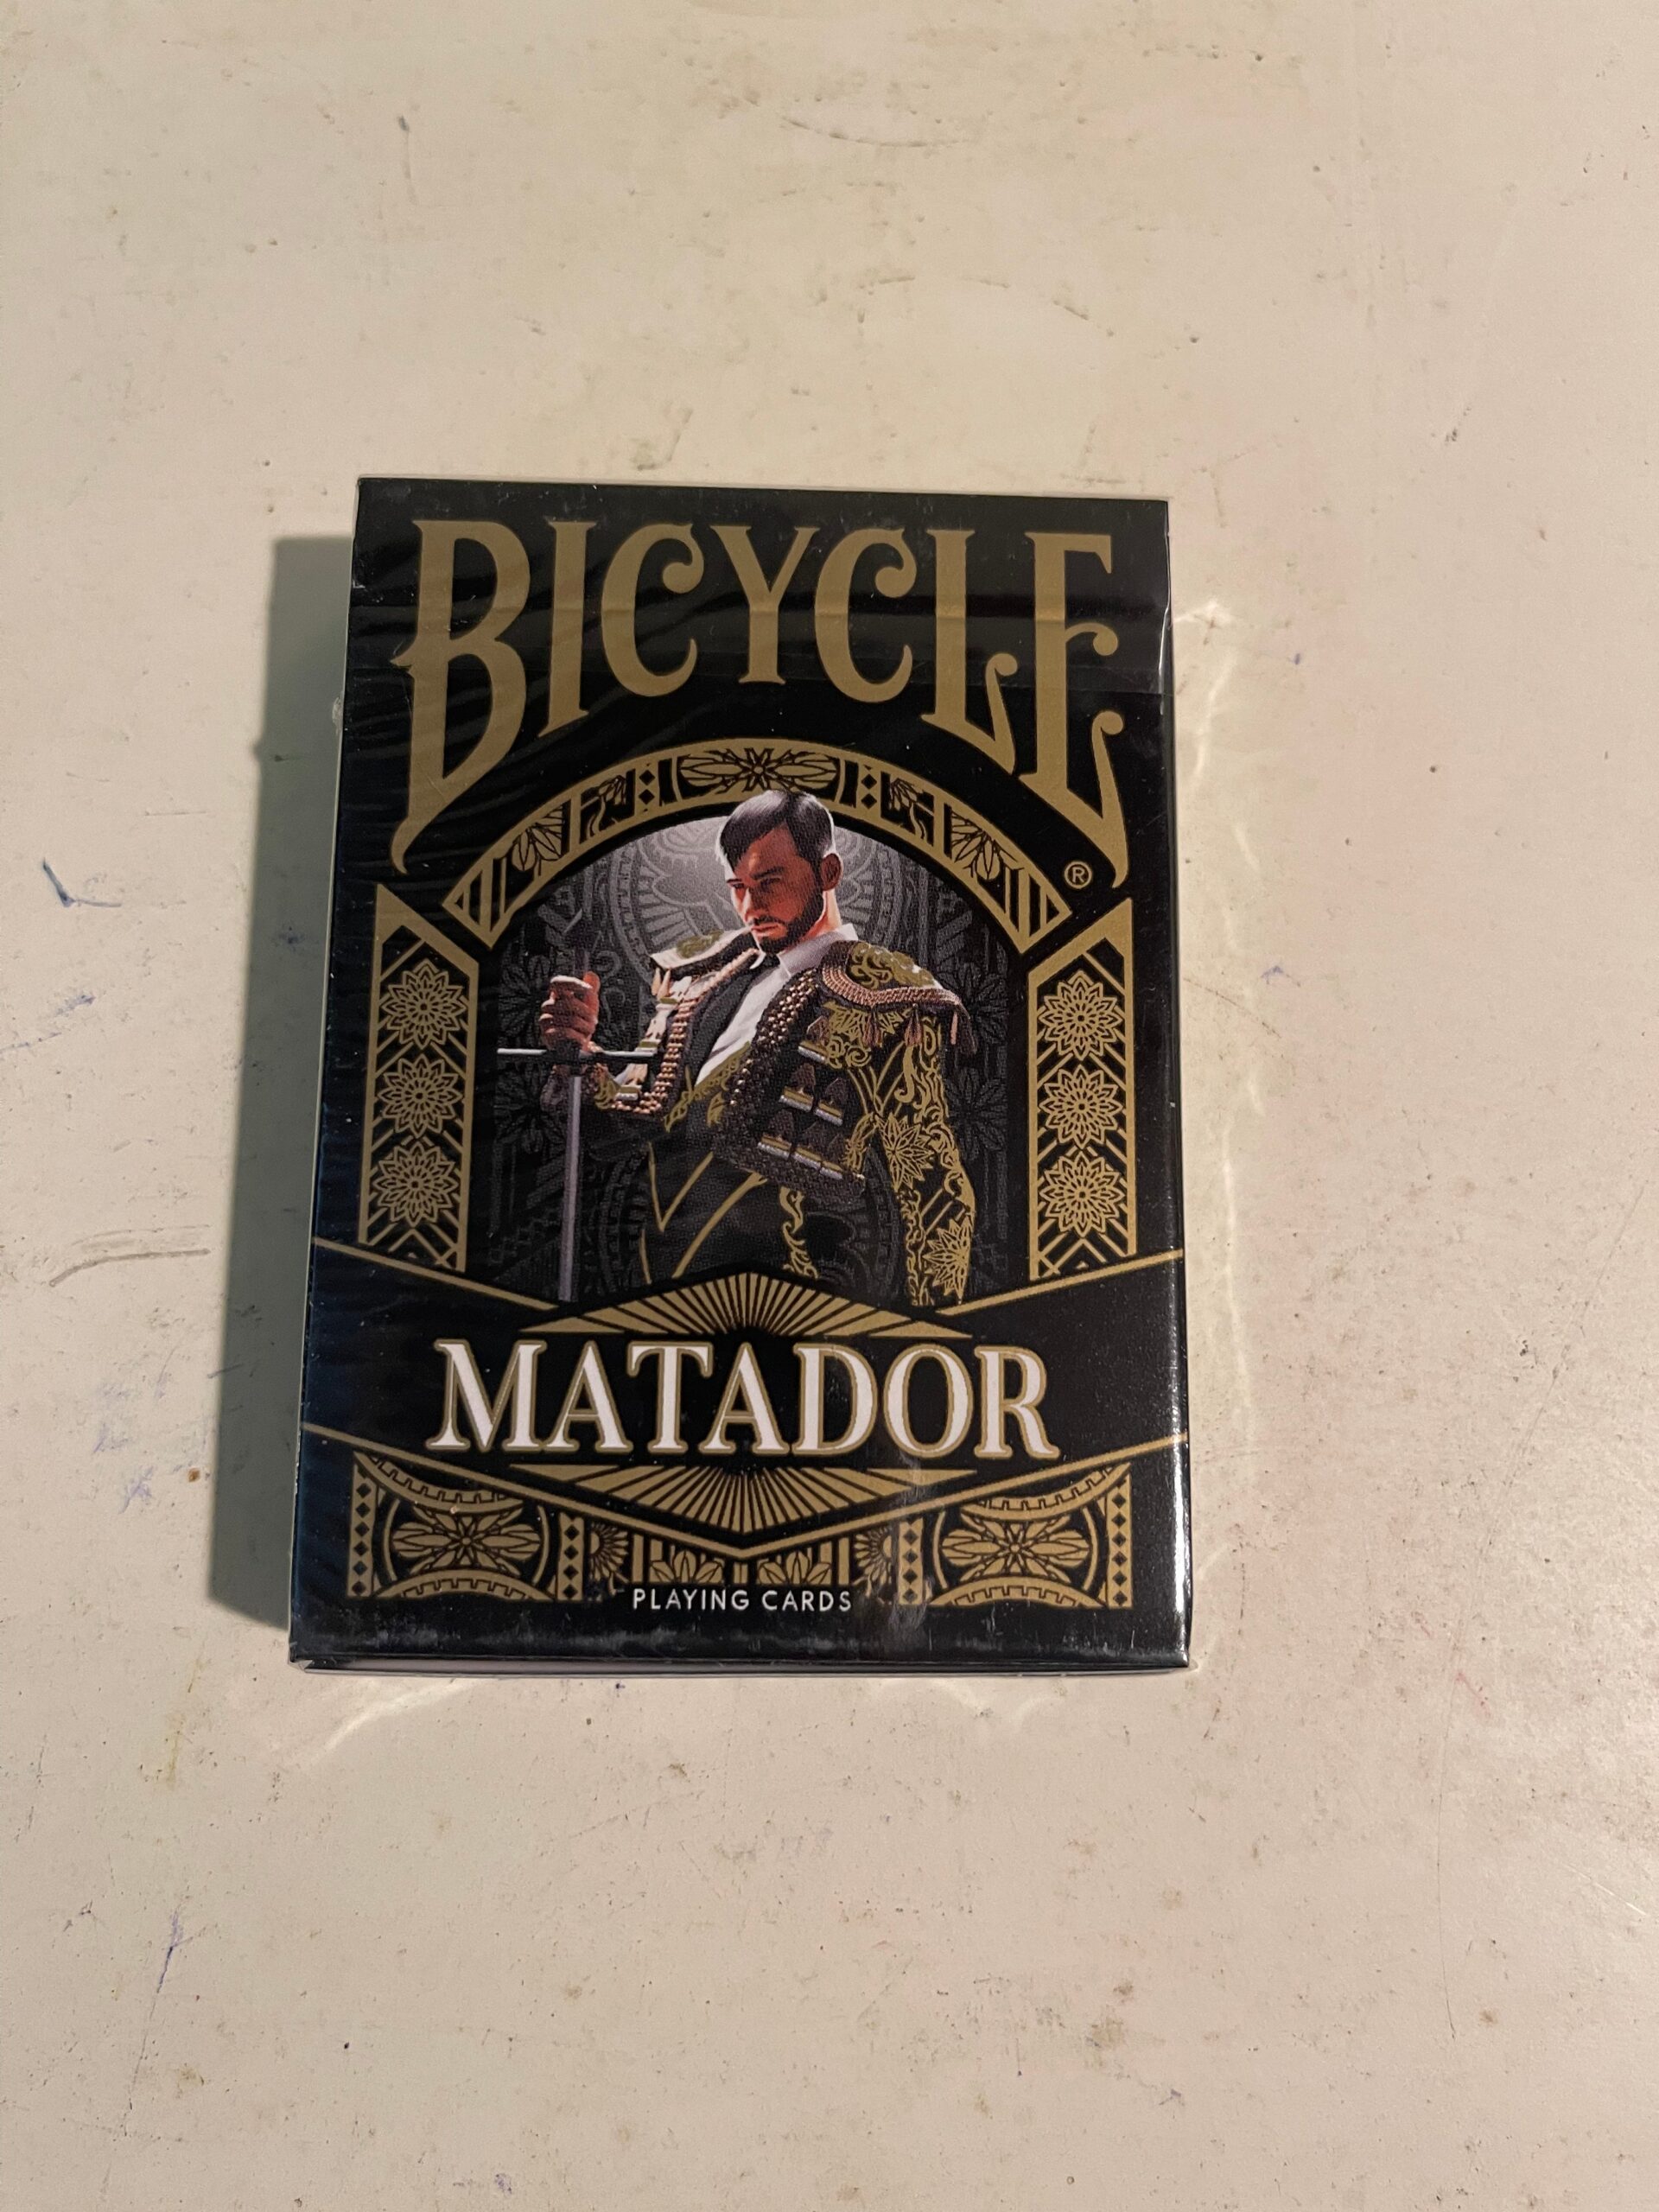 BICYCLE
®
MATADOR
PLAYING CARDS